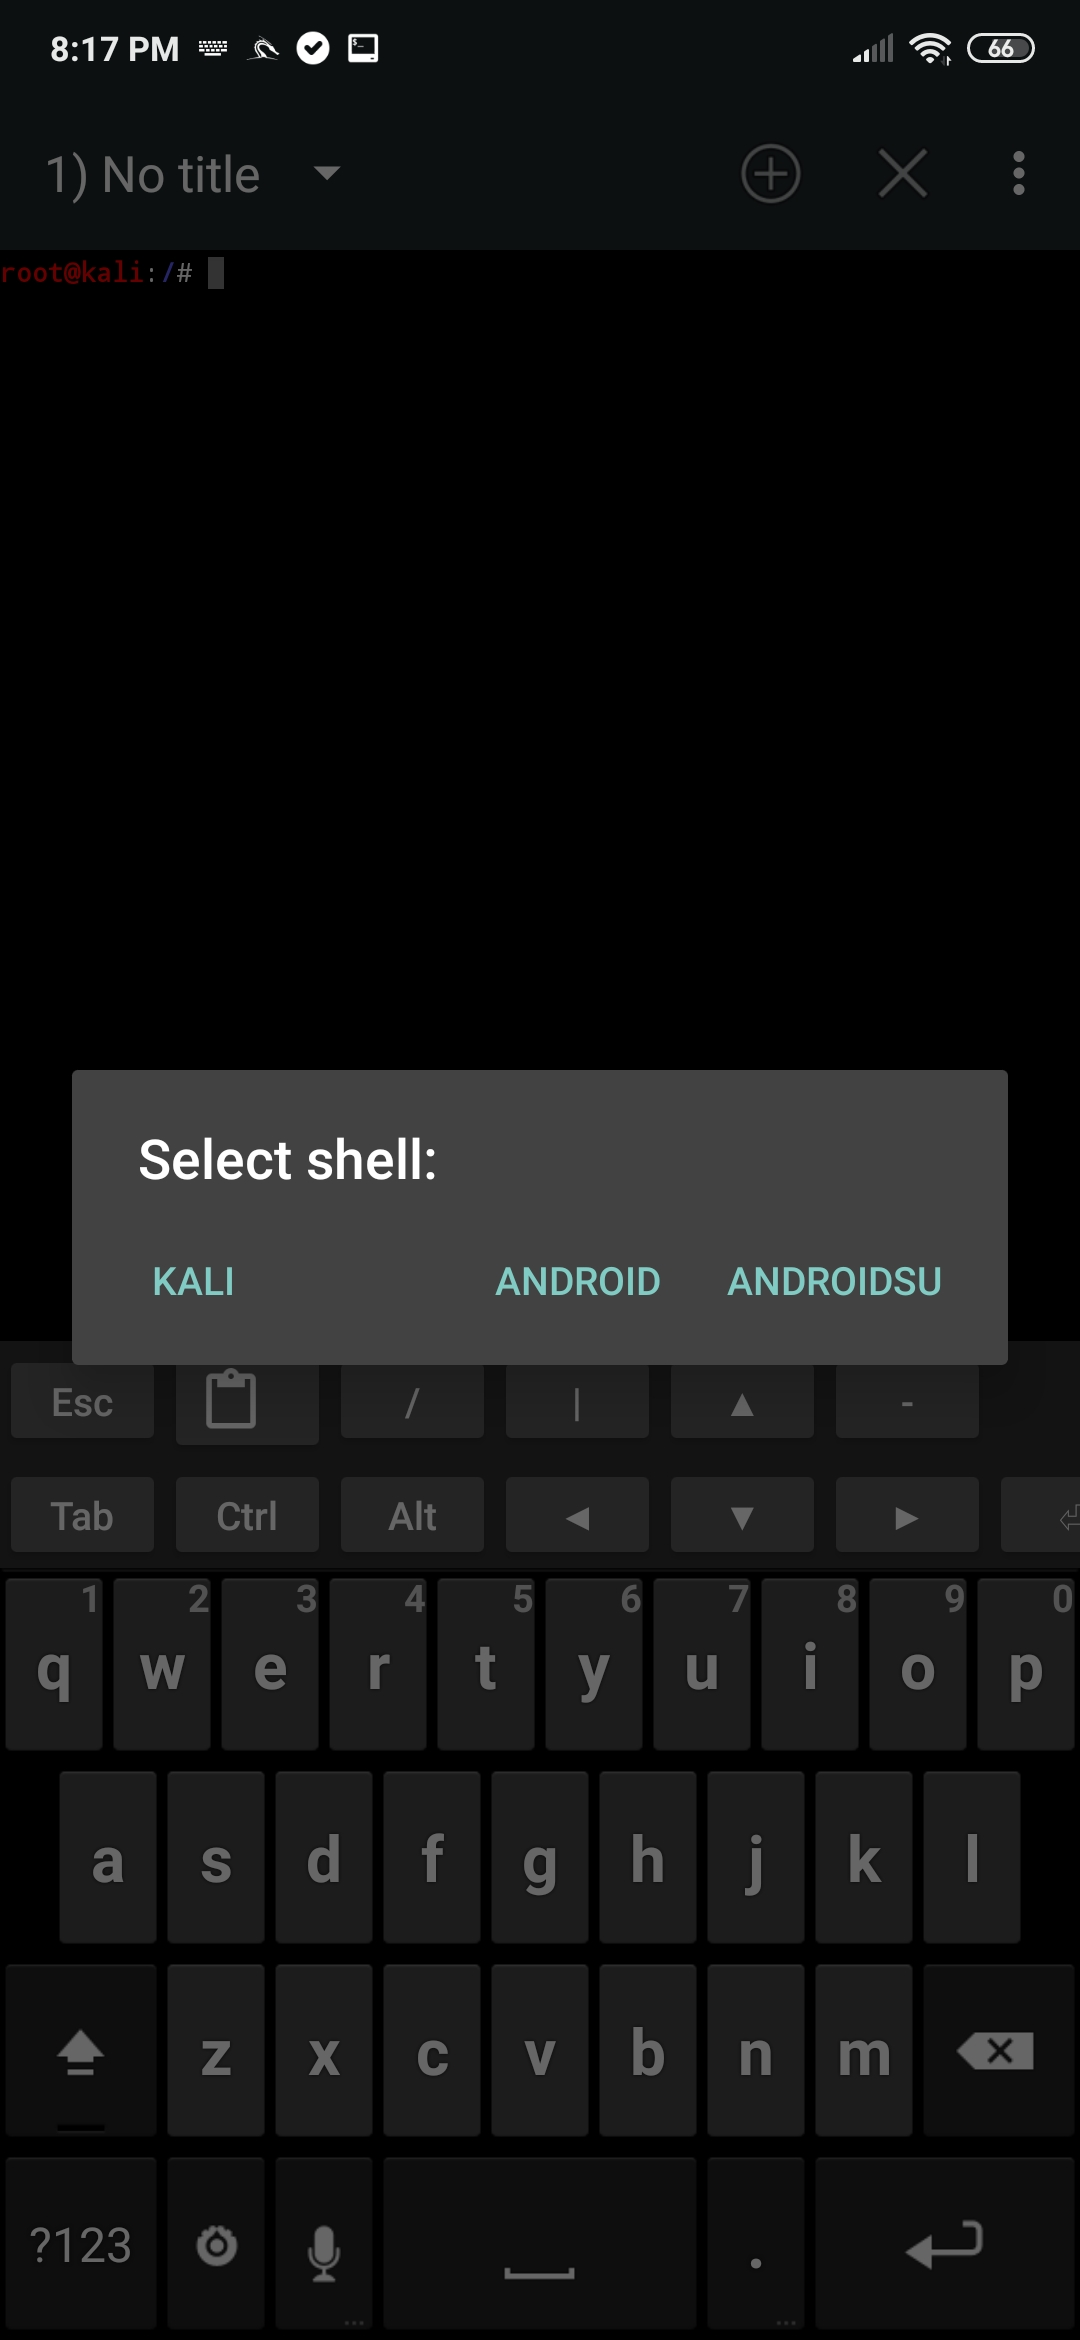 8:17 PM 66
1) No title
root@kali:/#
Select shell:
KALI ANDROID ANDROIDSU
Esc / | ▲ -
Tab Ctrl Alt ◀ ▼ ▶
1 2 3 4 5 6 7 8 9 0
q w e r t y u i o p
a s d f g h j k l
z x c v b n m
?123 .